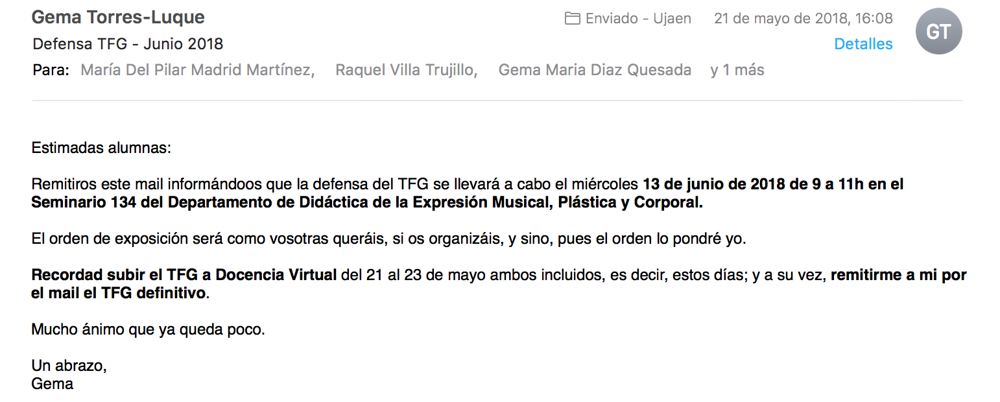 Gema Torres-Luque
Enviado - Ujaen 21 de mayo de 2018, 16:08
GT
Defensa TFG - Junio 2018
Detalles
Para: María Del Pilar Madrid Martínez, Raquel Villa Trujillo, Gema Maria Diaz Quesada y 1 más
Estimadas alumnas:
Remitiros este mail informándoos que la defensa del TFG se llevará a cabo el miércoles 13 de junio de 2018 de 9 a 11h en el
Seminario 134 del Departamento de Didáctica de la Expresión Musical, Plástica y Corporal.
El orden de exposición será como vosotras queráis, si os organizáis, y sino, pues el orden lo pondré yo.
Recordad subir el TFG a Docencia Virtual del 21 al 23 de mayo ambos incluidos, es decir, estos días; y a su vez, remitirme a mi por
el mail el TFG definitivo.
Mucho ánimo que ya queda poco.
Un abrazo,
Gema